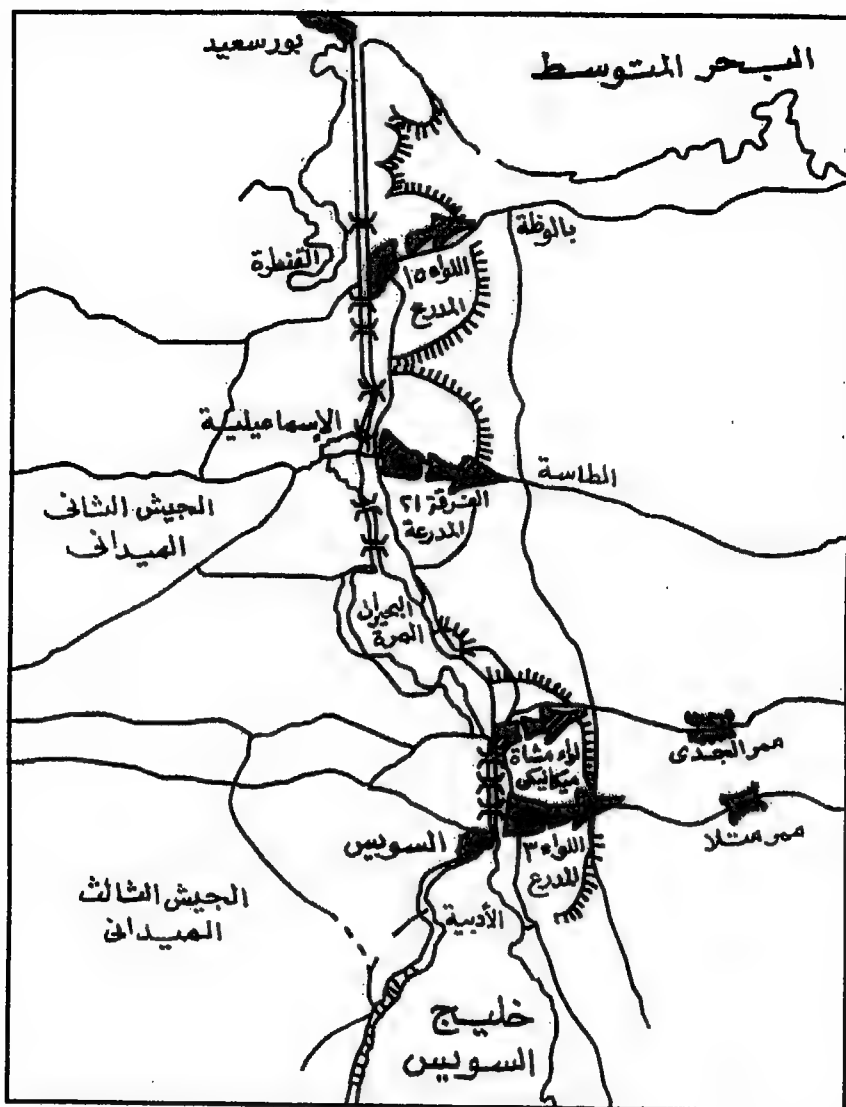 بورسعيد
البحر المتوسط
بالوظة
القنطرة
اللواء ١٥
المدرع
الإسماعيلية
الطاسة
الجيش الثانى
الميدانى
الفرقة ٢١
المدرعة
البحيرات
المرة
لواء مشاة
ميكانيكى
ممر الجدى
ممر متلا
السويس
اللواء ٣
المدرع
الجيش الثالث
الميدانى
الأدبية
خليج
السويس